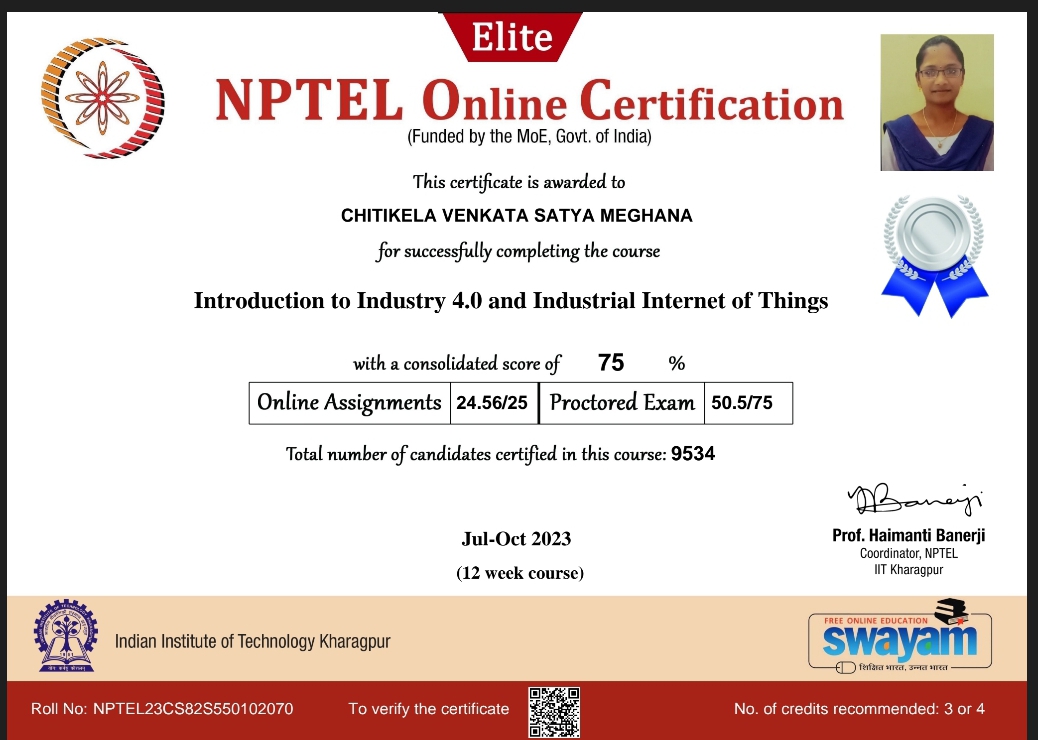 Elite
NPTEL Online Certification
(Funded by the MoE, Govt. of India)
This certificate is awarded to
CHITIKELA VENKATA SATYA MEGHANA
for successfully completing the course
Introduction to Industry 4.0 and Industrial Internet of Things
with a consolidated score of 75 %
Online Assignments 24.56/25 Proctored Exam 50.5/75
Total number of candidates certified in this course: 9534
Jul-Oct 2023
(12 week course)
Prof. Haimanti Banerji
Coordinator, NPTEL
IIT Kharagpur
Indian Institute of Technology Kharagpur
FREE ONLINE EDUCATION
swayam
शिक्षित भारत, उन्नत भारत
Roll No: NPTEL23CS82S550102070 To verify the certificate No. of credits recommended: 3 or 4